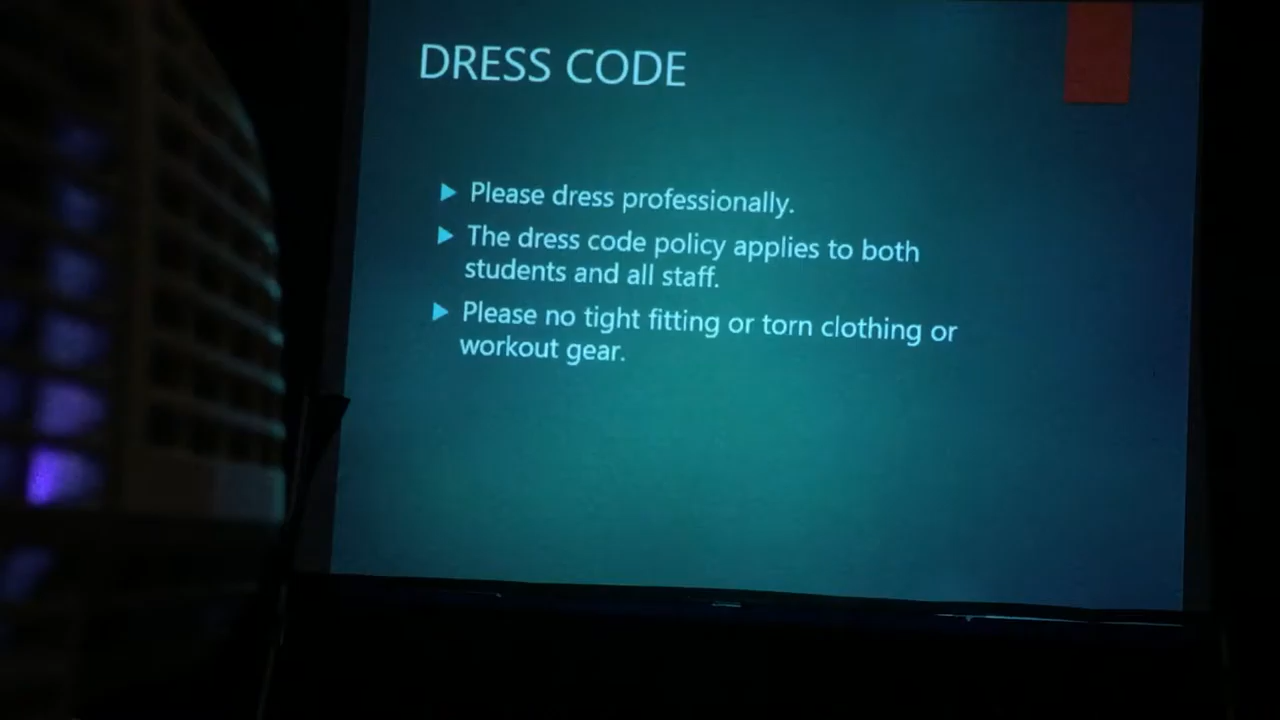 DRESS CODE
Please dress professionally.
The dress code policy applies to both
students and all staff.
Please no tight fitting or torn clothing or
workout gear.